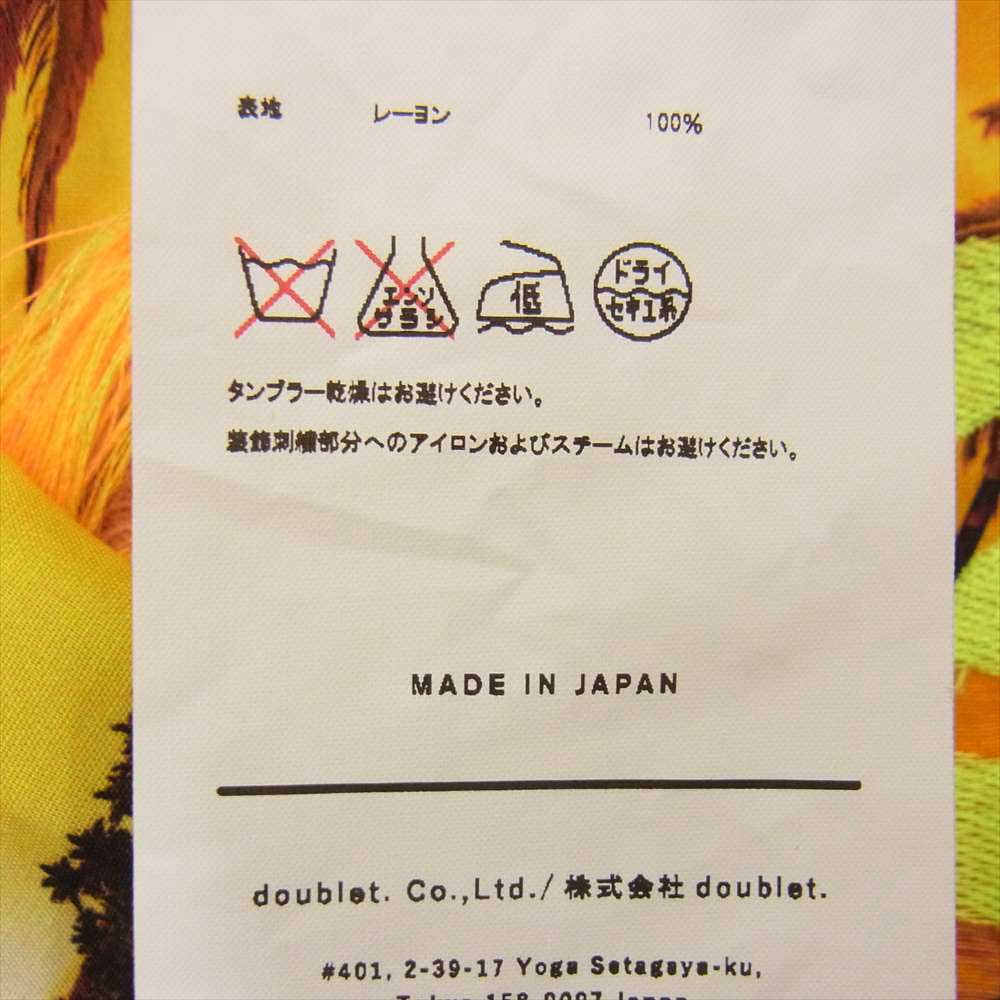 表地 レーヨン 100%
エンソ サラシ 低 ドライ セキユ系
タンブラー乾燥はお避けください。
装飾刺繍部分へのアイロンおよびスチームはお避けください。
MADE IN JAPAN
doublet. Co.,Ltd./ 株式会社 doublet.
#401, 2-39-17 Yoga Setagaya-ku,
Tokyo 158-0097 Japan